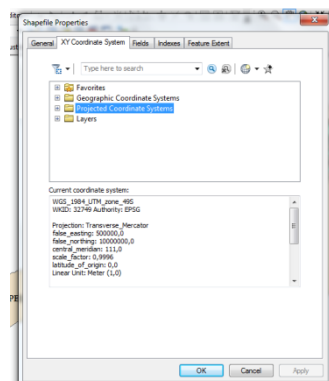 Shapefile Properties
General XY Coordinate System Fields Indexes Feature Extent
Type here to search
Favorites
Geographic Coordinate Systems
Projected Coordinate Systems
Layers
Current coordinate system:
WGS_1984_UTM_zone_49S
WKID: 32749 Authority: EPSG
Projection: Transverse_Mercator
false_easting: 500000,0
false_northing: 10000000,0
central_meridian: 111,0
scale_factor: 0,9996
latitude_of_origin: 0,0
Linear Unit: Meter (1,0)
OK Cancel Apply